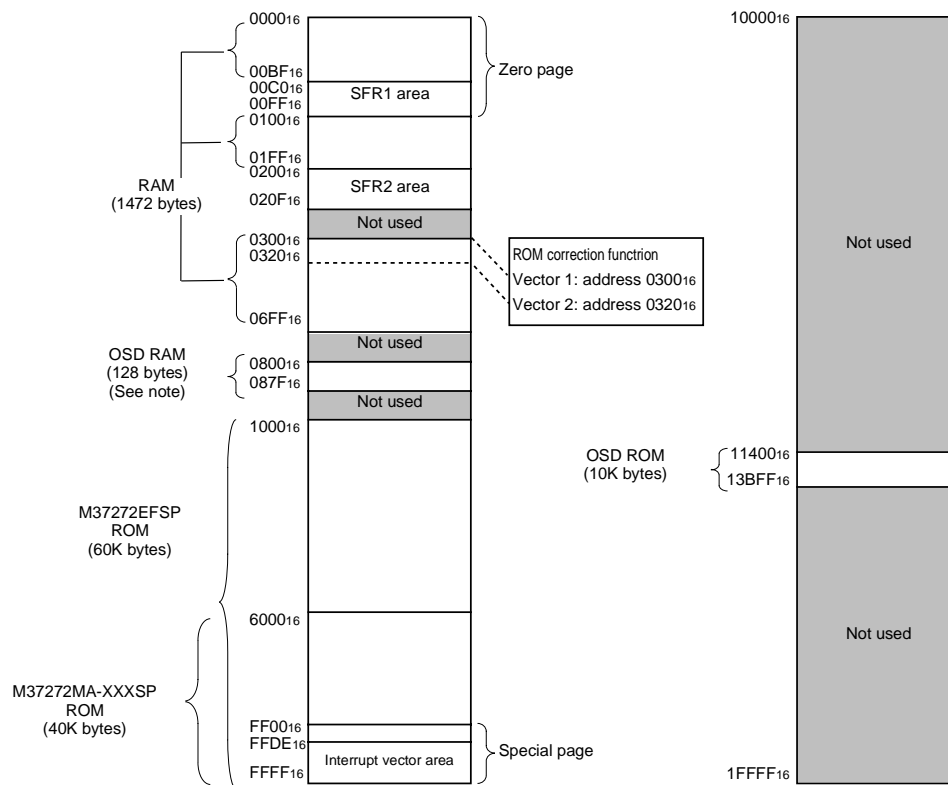 0000₁₆
00BF₁₆
00C0₁₆
00FF₁₆
0100₁₆
01FF₁₆
0200₁₆
020F₁₆
0300₁₆
0320₁₆
06FF₁₆
0800₁₆
087F₁₆
1000₁₆
6000₁₆
FF00₁₆
FFDE₁₆
FFFF₁₆
RAM
(1472 bytes)
OSD RAM
(128 bytes)
(See note)
M37272EFSP
ROM
(60K bytes)
M37272MA-XXXSP
ROM
(40K bytes)
SFR1 area
SFR2 area
Not used
Not used
Not used
Interrupt vector area
Zero page
ROM correction functrion
Vector 1: address 0300₁₆
Vector 2: address 0320₁₆
Special page
10000₁₆
11400₁₆
13BFF₁₆
1FFFF₁₆
OSD ROM
(10K bytes)
Not used
Not used